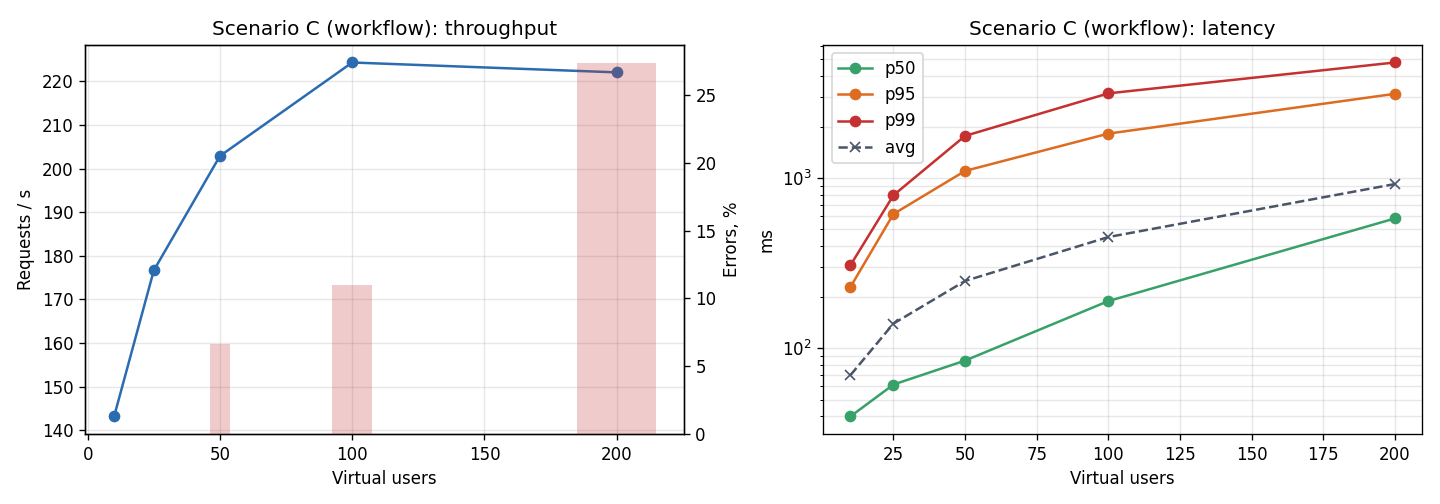 Scenario C (workflow): throughput
Requests / s
220
210
200
190
180
170
160
150
140
0
50
100
150
200
Virtual users
25
20
15
10
5
0
Errors, %
Scenario C (workflow): latency
p50
p95
p99
avg
ms
10³
10²
25
50
75
100
125
150
175
200
Virtual users